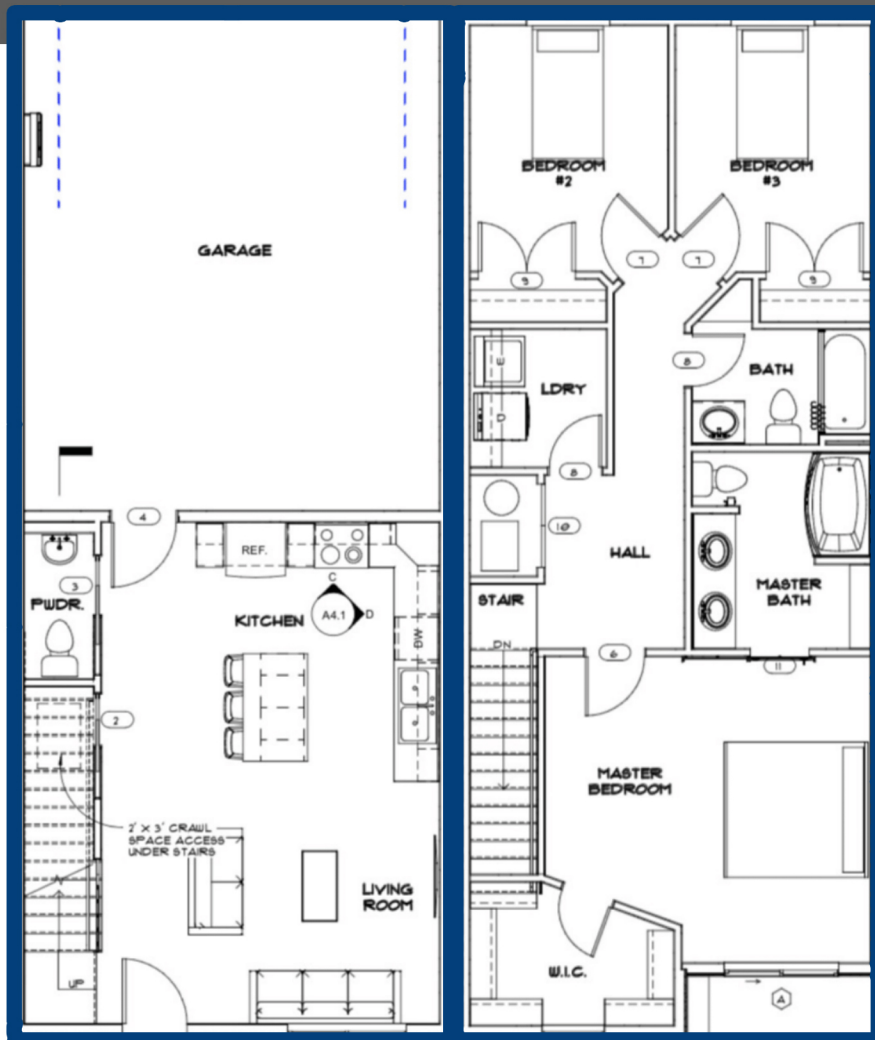 GARAGE
4
3
PWDR.
REF.
KITCHEN
C
A4.1
D
DW
2
2' X 3' CRAWL
SPACE ACCESS
UNDER STAIRS
LIVING
ROOM
UP
BEDROOM
#2
BEDROOM
#3
7
7
9
9
W
D
LDRY
8
8
BATH
10
HALL
STAIR
DN
MASTER
BATH
6
11
MASTER
BEDROOM
W.I.C.
A